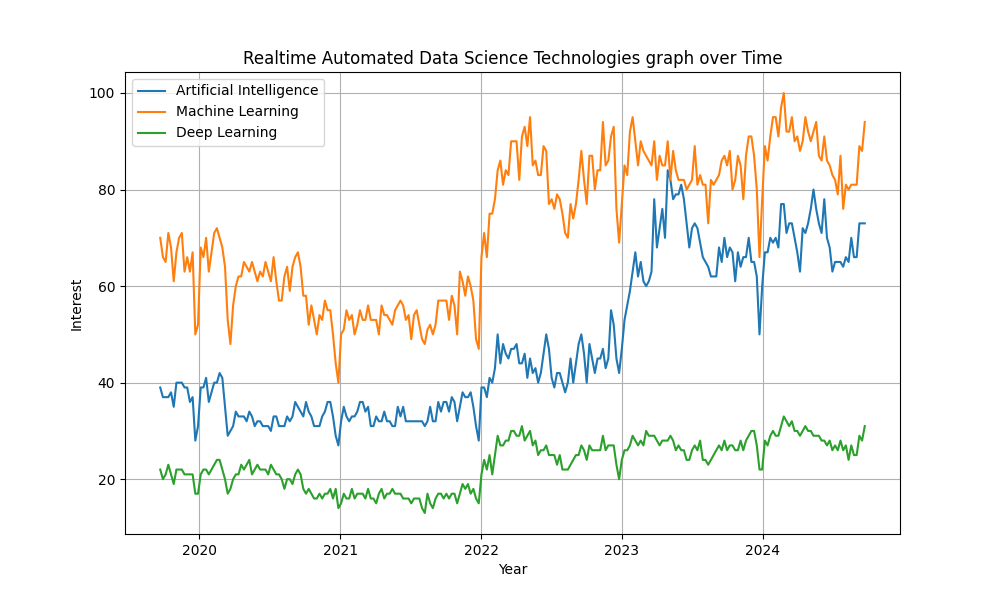 Realtime Automated Data Science Technologies graph over Time
Artificial Intelligence
Machine Learning
Deep Learning
100
80
60
40
20
Interest
2020 2021 2022 2023 2024
Year